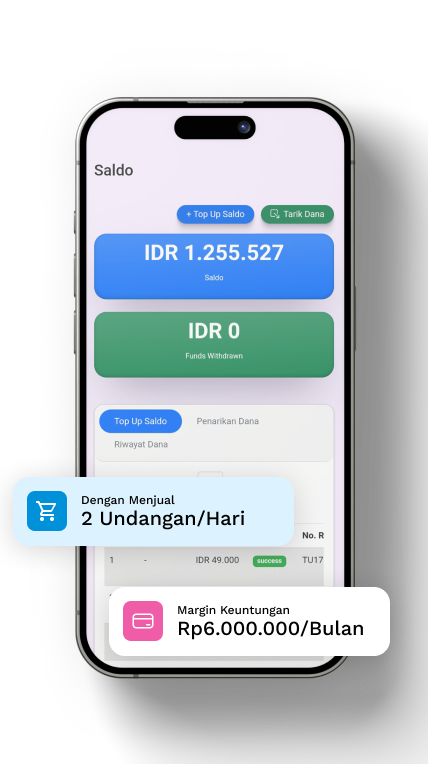 Saldo
+ Top Up Saldo
Tarik Dana
IDR 1.255.527
Saldo
IDR 0
Funds Withdrawn
Top Up Saldo
Penarikan Dana
Riwayat Dana
Dengan Menjual
2 Undangan/Hari
No. R
1
-
IDR 49.000
success
TU17
Margin Keuntungan
Rp6.000.000/Bulan